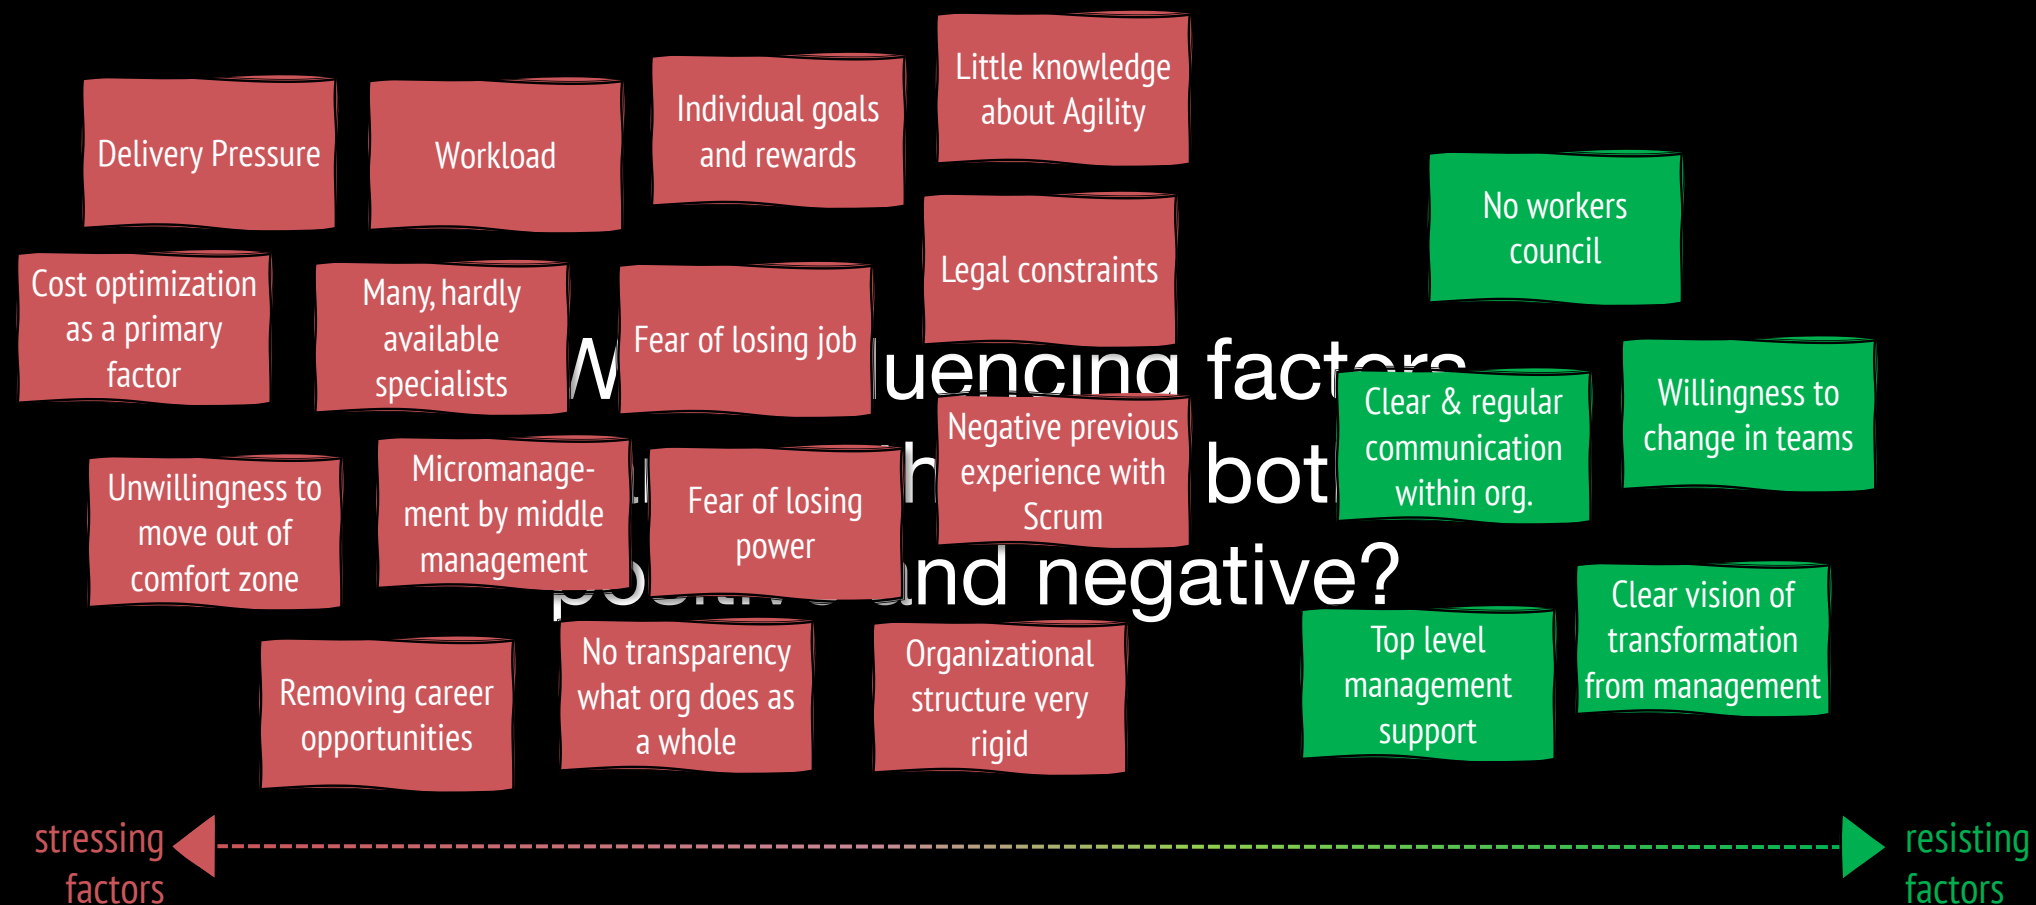 Little knowledge
about Agility
Individual goals
and rewards
Delivery Pressure
Workload
No workers
council
Legal constraints
Cost optimization
as a primary
factor
Many, hardly
available
specialists
Fear of losing job
factors
Clear & regular
communication
within org.
Willingness to
change in teams
Negative previous
experience with
Scrum
Unwillingness to
move out of
comfort zone
Micromanage-
ment by middle
management
Fear of losing
power
and negative?
Clear vision of
transformation
from management
Top level
management
support
Removing career
opportunities
No transparency
what org does as
a whole
Organizational
structure very
rigid
stressing
factors
resisting
factors